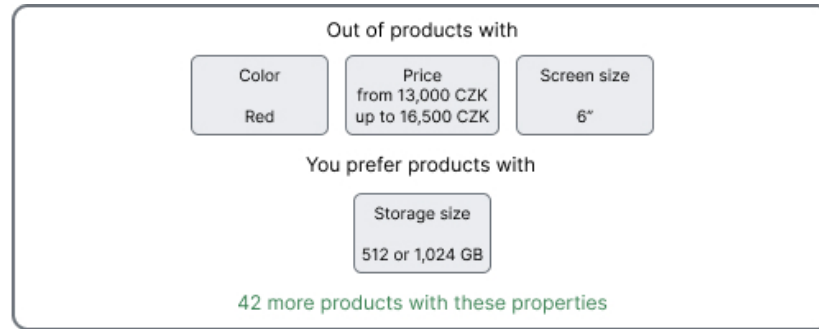 Out of products with
Color
Red
Price
from 13,000 CZK
up to 16,500 CZK
Screen size
6″
You prefer products with
Storage size
512 or 1,024 GB
42 more products with these properties